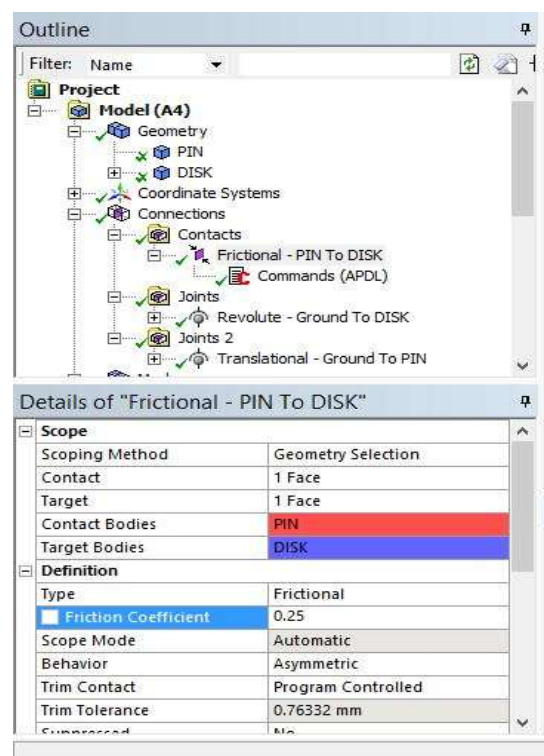 Outline
Filter: Name
Project
Model (A4)
Geometry
PIN
DISK
Coordinate Systems
Connections
Contacts
Frictional - PIN To DISK
Commands (APDL)
Joints
Revolute - Ground To DISK
Joints 2
Translational - Ground To PIN
Details of "Frictional - PIN To DISK"
Scope
Scoping Method Geometry Selection
Contact 1 Face
Target 1 Face
Contact Bodies PIN
Target Bodies DISK
Definition
Type Frictional
Friction Coefficient 0.25
Scope Mode Automatic
Behavior Asymmetric
Trim Contact Program Controlled
Trim Tolerance 0.76332 mm
Suppressed No